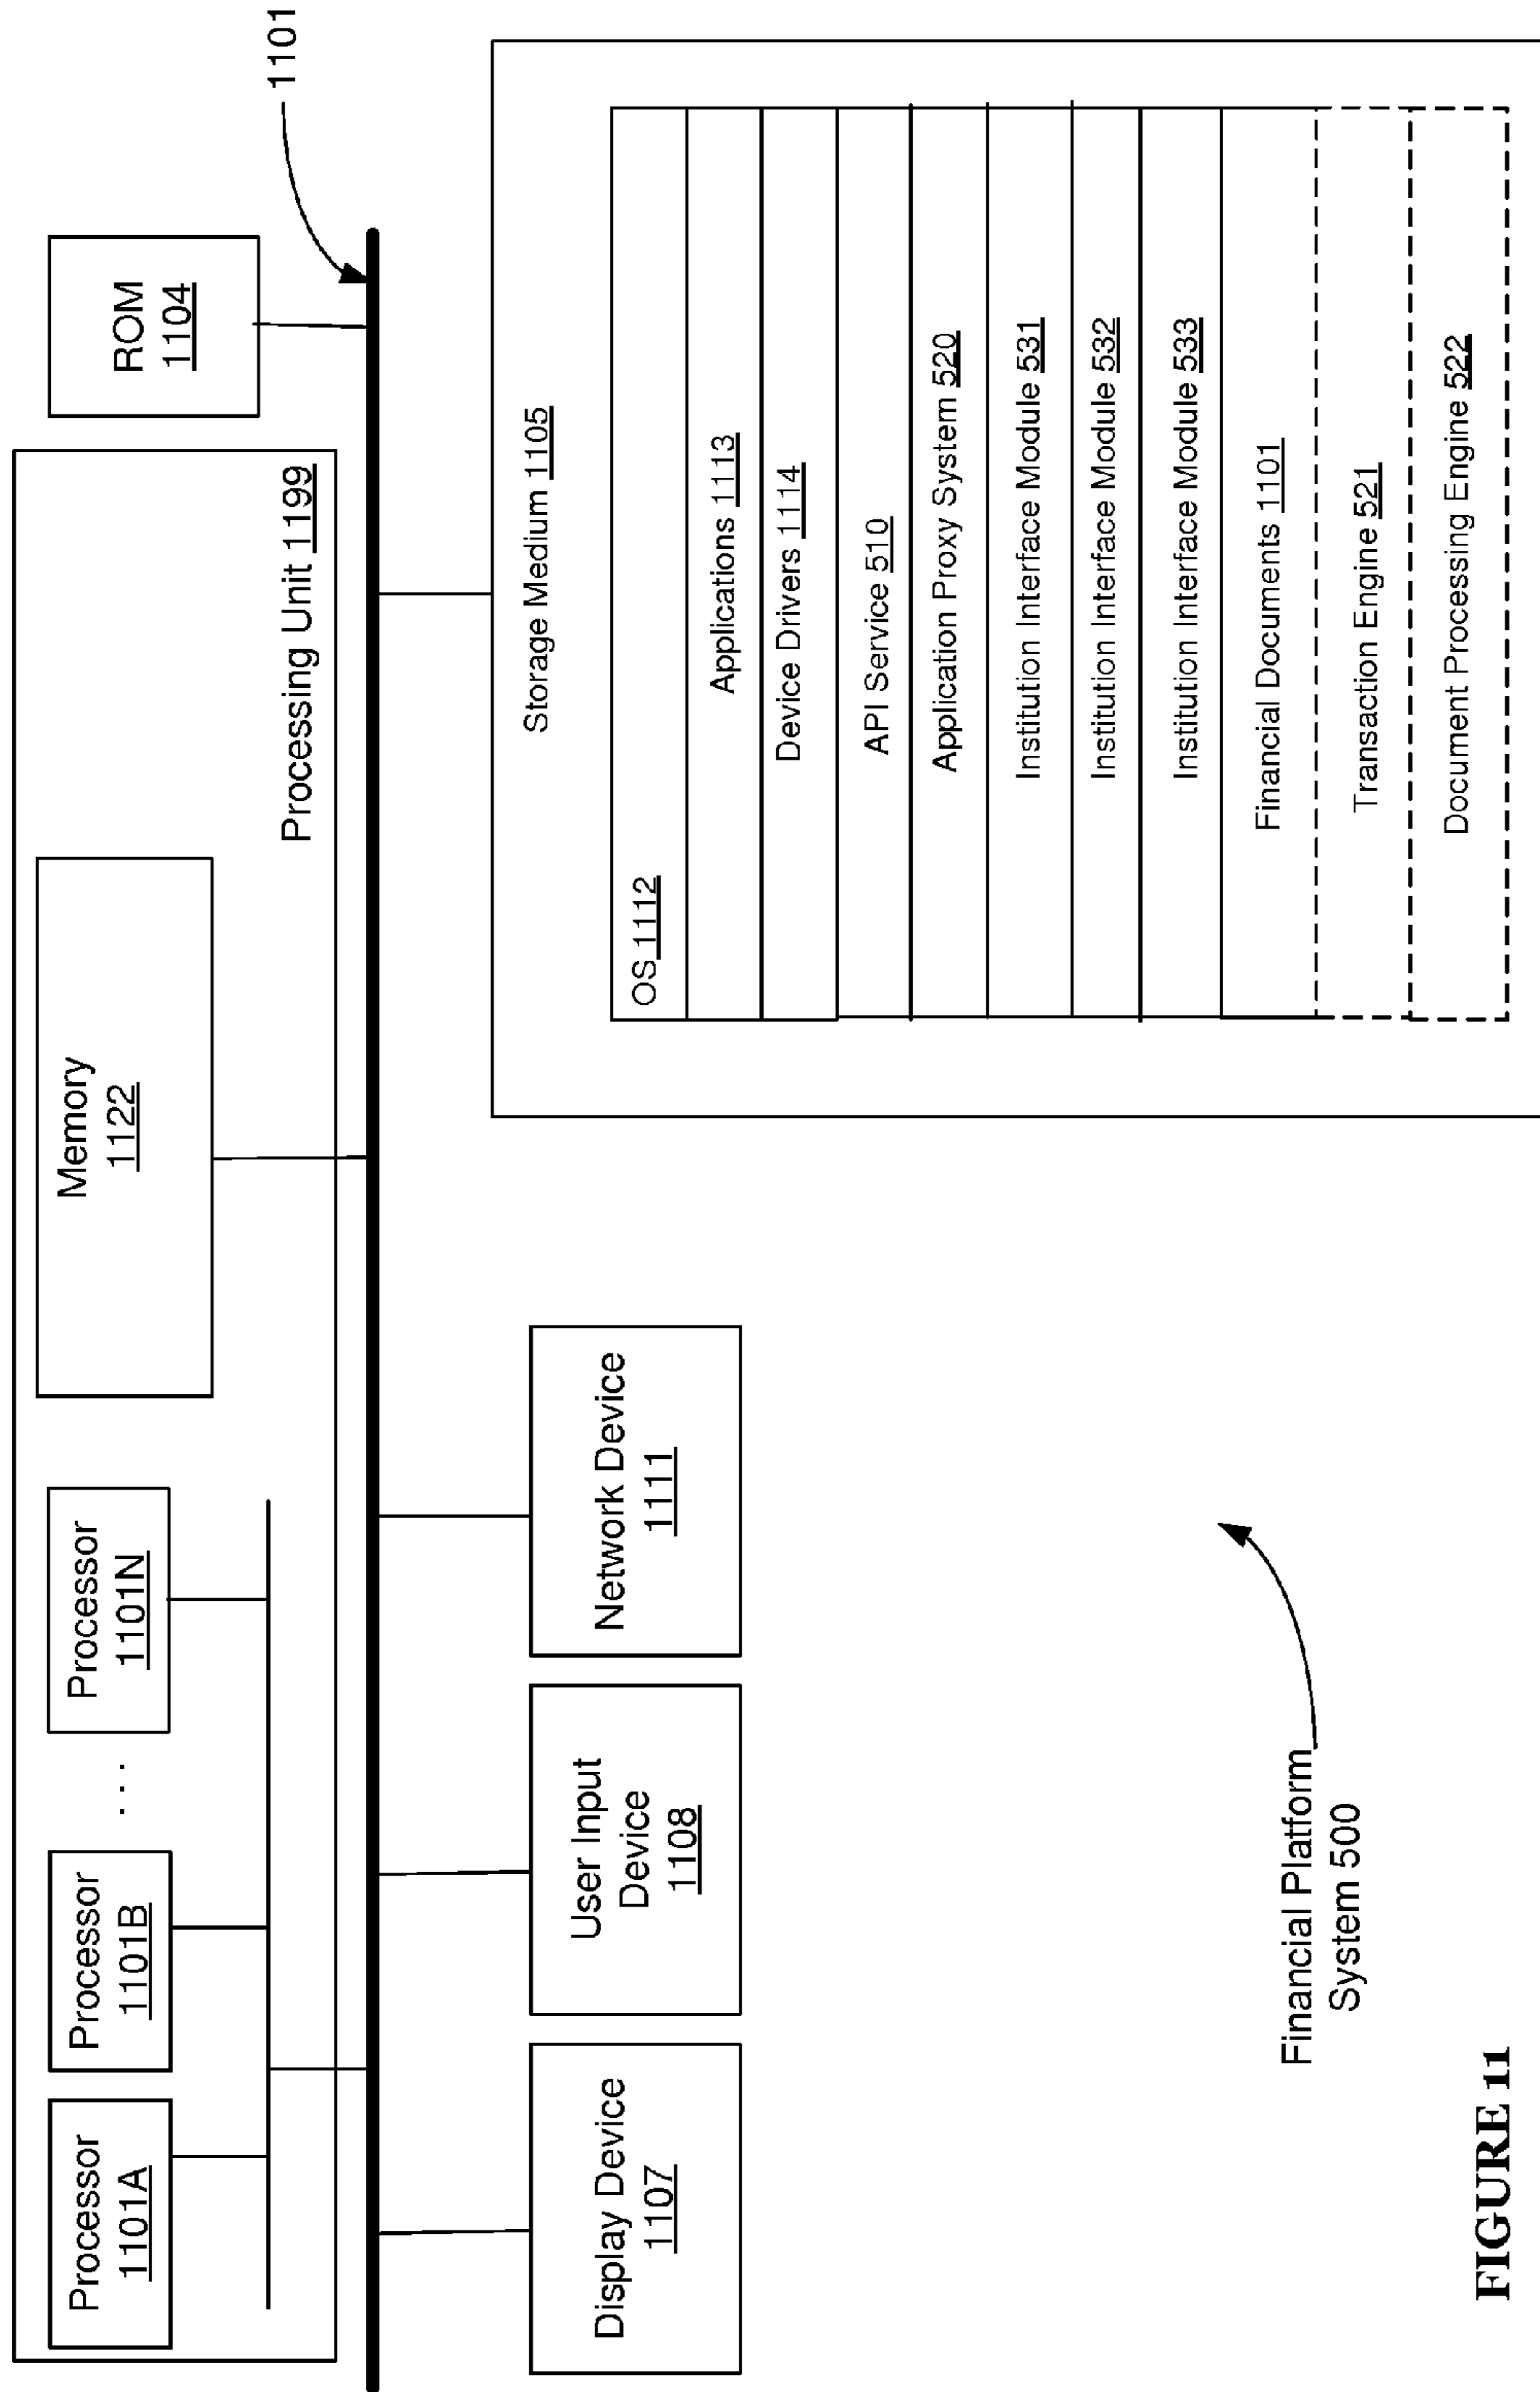 Processor
1101A
Processor
1101B
. . .
Processor
1101N
Memory
1122
Processing Unit 1199
ROM
1104
1101
Display Device
1107
User Input
Device
1108
Network Device
1111
Storage Medium 1105
OS 1112
Applications 1113
Device Drivers 1114
API Service 510
Application Proxy System 520
Institution Interface Module 531
Institution Interface Module 532
Institution Interface Module 533
Financial Documents 1101
Transaction Engine 521
Document Processing Engine 522
Financial Platform
System 500
FIGURE 11